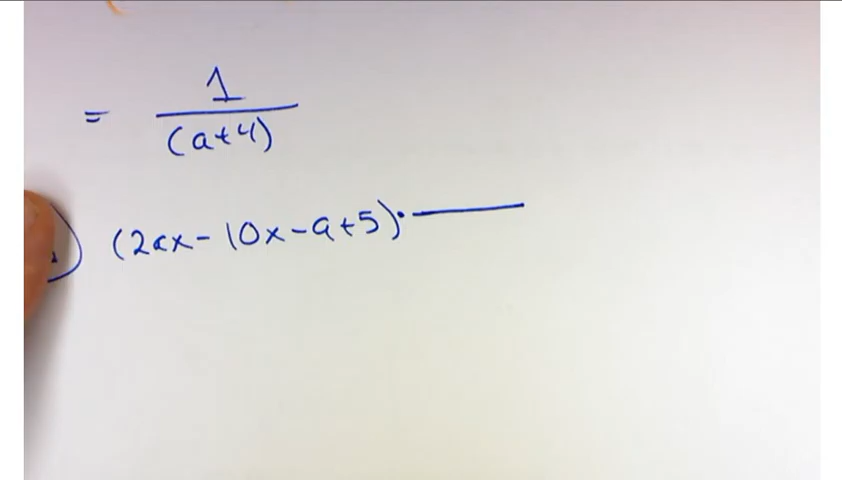 = 1/(a+4)
) (2ax - 10x - a + 5) · ——